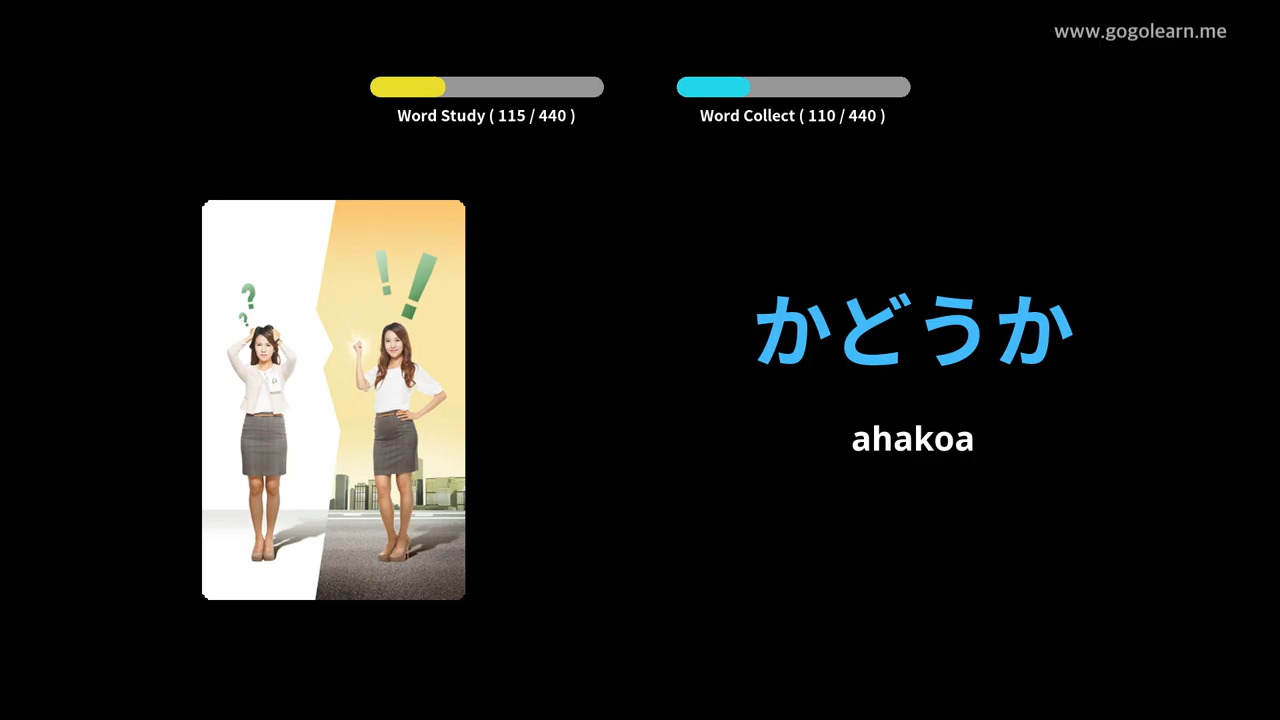 www.gogolearn.me
Word Study ( 115 / 440 )
Word Collect ( 110 / 440 )
? ?
! !
かどうか
ahakoa